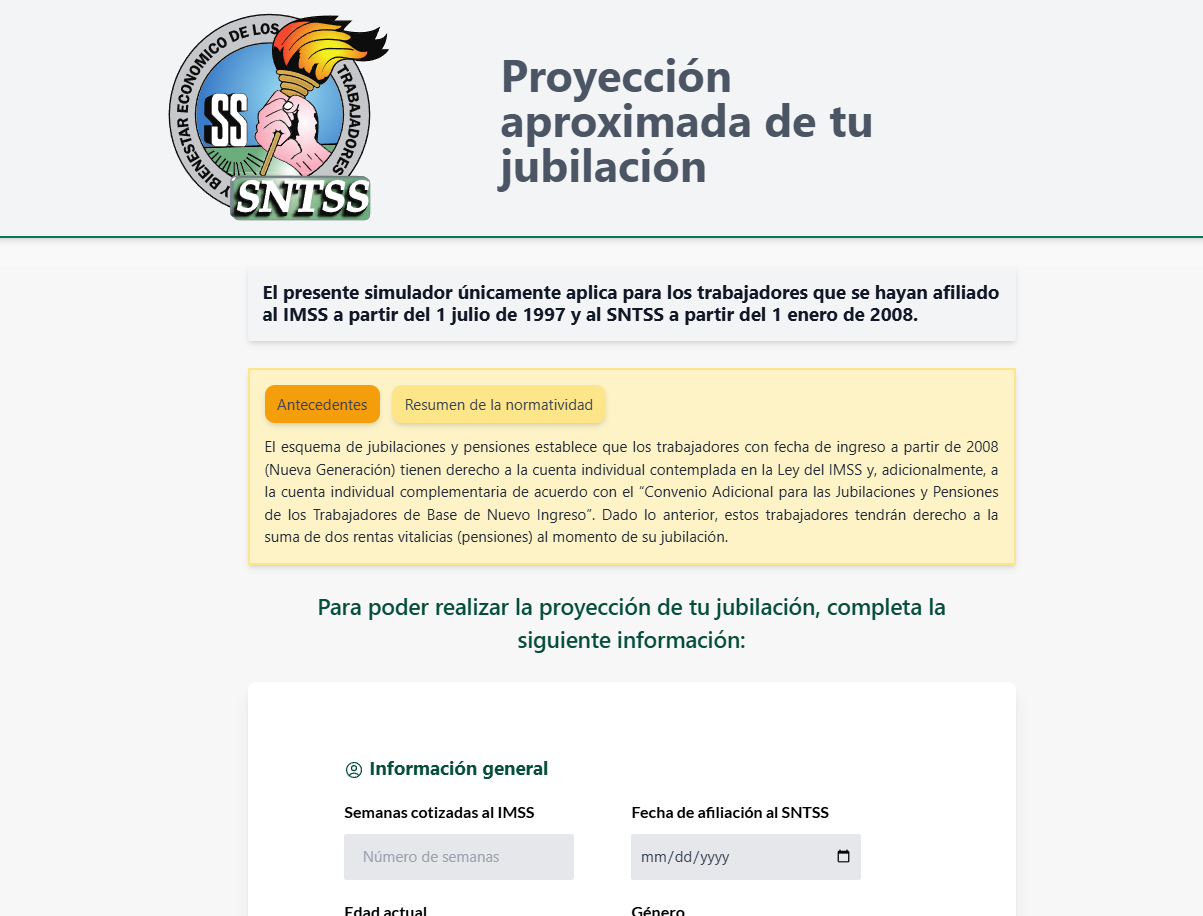 Y BIENESTAR ECONOMICO DE LOS TRABAJADORES
SS
SNTSS
Proyección
aproximada de tu
jubilación
El presente simulador únicamente aplica para los trabajadores que se hayan afiliado
al IMSS a partir del 1 julio de 1997 y al SNTSS a partir del 1 enero de 2008.
Antecedentes
Resumen de la normatividad
El esquema de jubilaciones y pensiones establece que los trabajadores con fecha de ingreso a partir de 2008
(Nueva Generación) tienen derecho a la cuenta individual contemplada en la Ley del IMSS y, adicionalmente, a
la cuenta individual complementaria de acuerdo con el “Convenio Adicional para las Jubilaciones y Pensiones
de los Trabajadores de Base de Nuevo Ingreso”. Dado lo anterior, estos trabajadores tendrán derecho a la
suma de dos rentas vitalicias (pensiones) al momento de su jubilación.
Para poder realizar la proyección de tu jubilación, completa la
siguiente información:
Información general
Semanas cotizadas al IMSS
Fecha de afiliación al SNTSS
Número de semanas
mm/dd/yyyy
Edad actual
Género